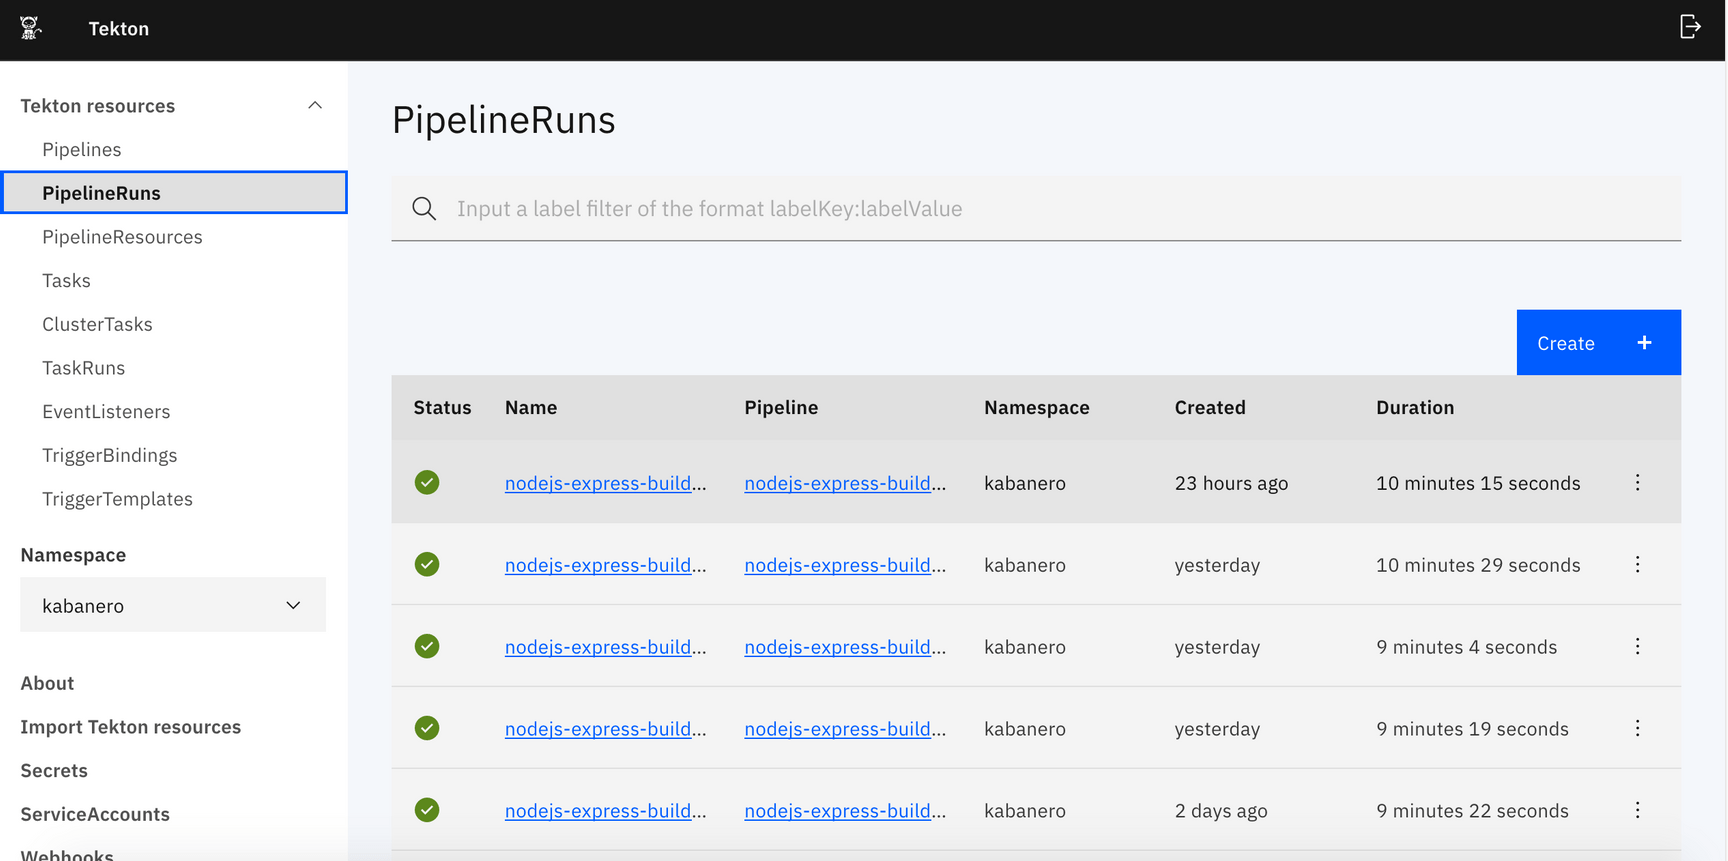 Tekton
Tekton resources
Pipelines
PipelineRuns
PipelineResources
Tasks
ClusterTasks
TaskRuns
EventListeners
TriggerBindings
TriggerTemplates
Namespace
kabanero
About
Import Tekton resources
Secrets
ServiceAccounts
Webhooks
PipelineRuns
Input a label filter of the format labelKey:labelValue
Create +
Status Name Pipeline Namespace Created Duration
nodejs-express-build... nodejs-express-build... kabanero 23 hours ago 10 minutes 15 seconds
nodejs-express-build... nodejs-express-build... kabanero yesterday 10 minutes 29 seconds
nodejs-express-build... nodejs-express-build... kabanero yesterday 9 minutes 4 seconds
nodejs-express-build... nodejs-express-build... kabanero yesterday 9 minutes 19 seconds
nodejs-express-build... nodejs-express-build... kabanero 2 days ago 9 minutes 22 seconds